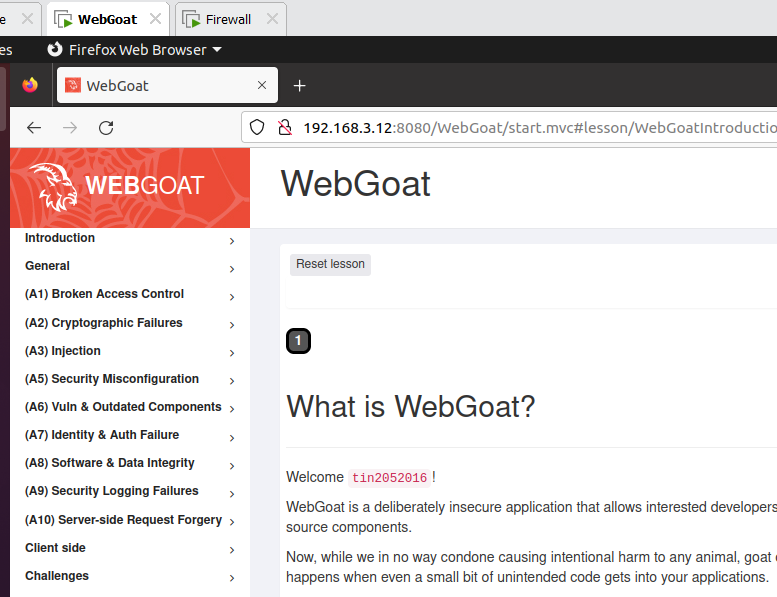 e
WebGoat
Firewall
es
Firefox Web Browser
WebGoat
192.168.3.12:8080/WebGoat/start.mvc#lesson/WebGoatIntroductio
WEBGOAT
WebGoat
Introduction
General
(A1) Broken Access Control
(A2) Cryptographic Failures
(A3) Injection
(A5) Security Misconfiguration
(A6) Vuln & Outdated Components
(A7) Identity & Auth Failure
(A8) Software & Data Integrity
(A9) Security Logging Failures
(A10) Server-side Request Forgery
Client side
Challenges
Reset lesson
1
What is WebGoat?
Welcome tin2052016 !
WebGoat is a deliberately insecure application that allows interested developers
source components.
Now, while we in no way condone causing intentional harm to any animal, goat
happens when even a small bit of unintended code gets into your applications.